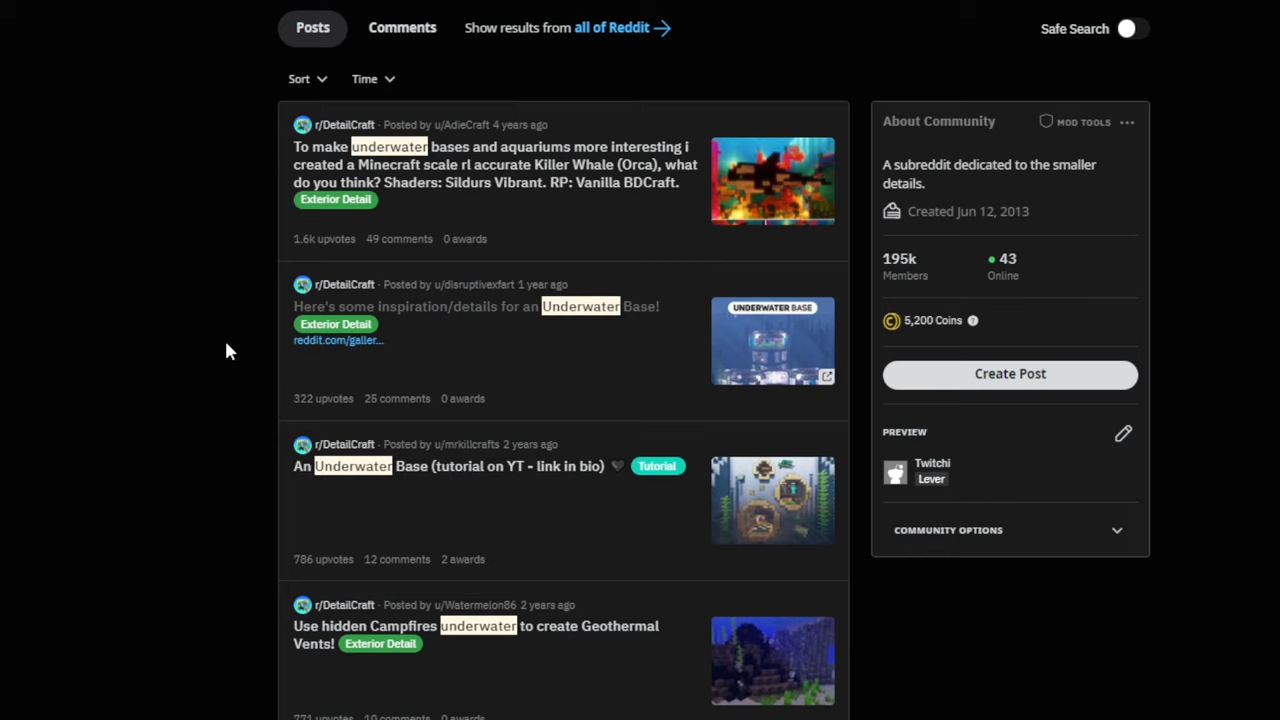 Posts
Comments
Show results from all of Reddit
Safe Search
Sort
Time
r/DetailCraft · Posted by u/AdieCraft 4 years ago
To make underwater bases and aquariums more interesting i
created a Minecraft scale rl accurate Killer Whale (Orca), what
do you think? Shaders: Sildurs Vibrant. RP: Vanilla BDCraft.
Exterior Detail
1.6k upvotes 49 comments 0 awards
r/DetailCraft · Posted by u/disruptivexfart 1 year ago
Here's some inspiration/details for an Underwater Base!
Exterior Detail
reddit.com/galler...
UNDERWATER BASE
322 upvotes 25 comments 0 awards
r/DetailCraft · Posted by u/mrkillcrafts 2 years ago
An Underwater Base (tutorial on YT - link in bio) 🖤 Tutorial
786 upvotes 12 comments 2 awards
r/DetailCraft · Posted by u/Watermelon86 2 years ago
Use hidden Campfires underwater to create Geothermal
Vents! Exterior Detail
771 upvotes 10 comments 0 awards
About Community
MOD TOOLS
A subreddit dedicated to the smaller
details.
Created Jun 12, 2013
195k
43
Members
Online
5,200 Coins
Create Post
PREVIEW
Twitchi
Lever
COMMUNITY OPTIONS